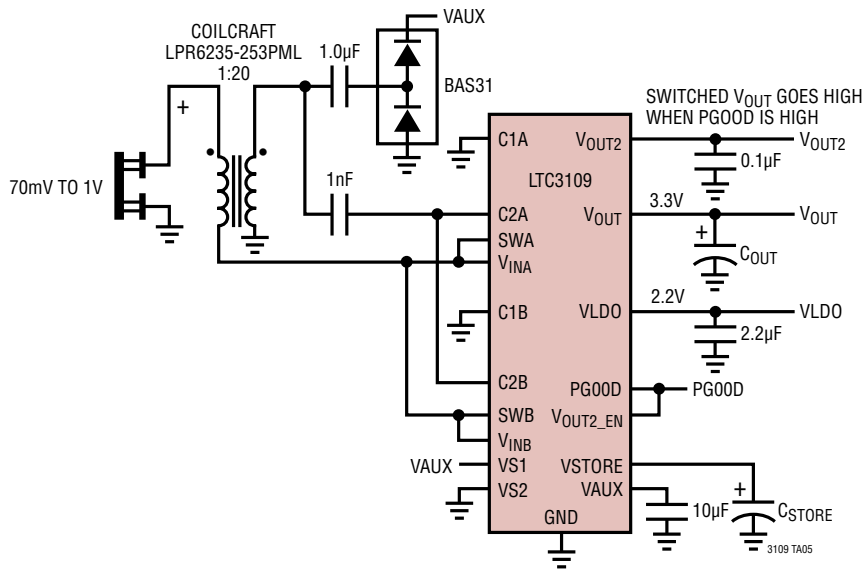 COILCRAFT
LPR6235-253PML
1:20
+
70mV TO 1V
1.0µF
VAUX
BAS31
1nF
C1A
C2A
SWA
VINA
C1B
C2B
SWB
VINB
VAUX
VS1
VS2
LTC3109
GND
VOUT2
VOUT
VLDO
PG00D
VOUT2_EN
VSTORE
VAUX
SWITCHED VOUT GOES HIGH
WHEN PGOOD IS HIGH
VOUT2
0.1µF
3.3V
VOUT
+
COUT
2.2V
VLDO
2.2µF
PG00D
10µF
+
CSTORE
3109 TA05